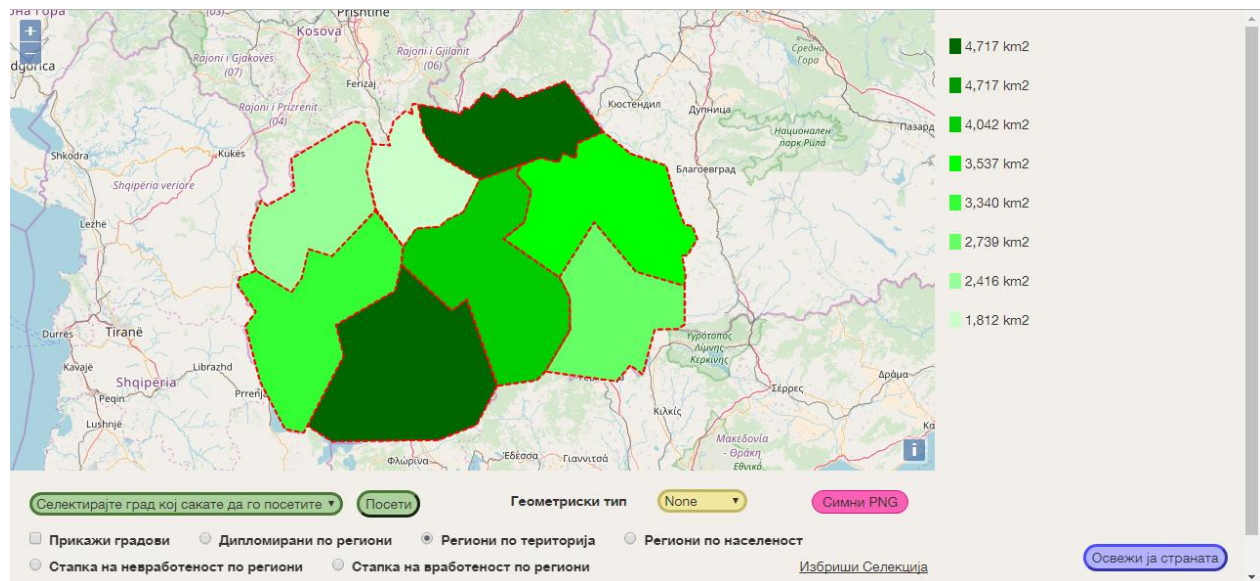 Prishtinë
Kosova
Rajoni i Gjakovës
(07)
Rajoni i Gjilanit
(06)
Ferizaj
Rajoni i Prizrenit
(04)
Средна
Гора
Кюстендил
Дупница
Национален
парк Рила
Пазард
Shkodra
Kukës
Благоевград
Shqipëria veriore
Lezhë
Durrës
Tiranë
Kavajë
Librazhd
Shqipëria
Peqin
Prrenja
Lushnje
Υγρότοπος
Λίμνης
Κερκίνης
Σέρρες
Δράμα
Κιλκίς
Μακεδονία
- Θράκη
Εθνικό
Φλώρινα
Έδεσσα
Γιαννιτσά
+
−
i
4,717 km2
4,717 km2
4,042 km2
3,537 km2
3,340 km2
2,739 km2
2,416 km2
1,812 km2
Селектирајте град кој сакате да го посетите
Посети
Геометриски тип
None
Симни PNG
Прикажи градови
Дипломирани по региони
Региони по територија
Региони по населеност
Стапка на невработеност по региони
Стапка на вработеност по региони
Избриши Селекција
Освежи ја страната